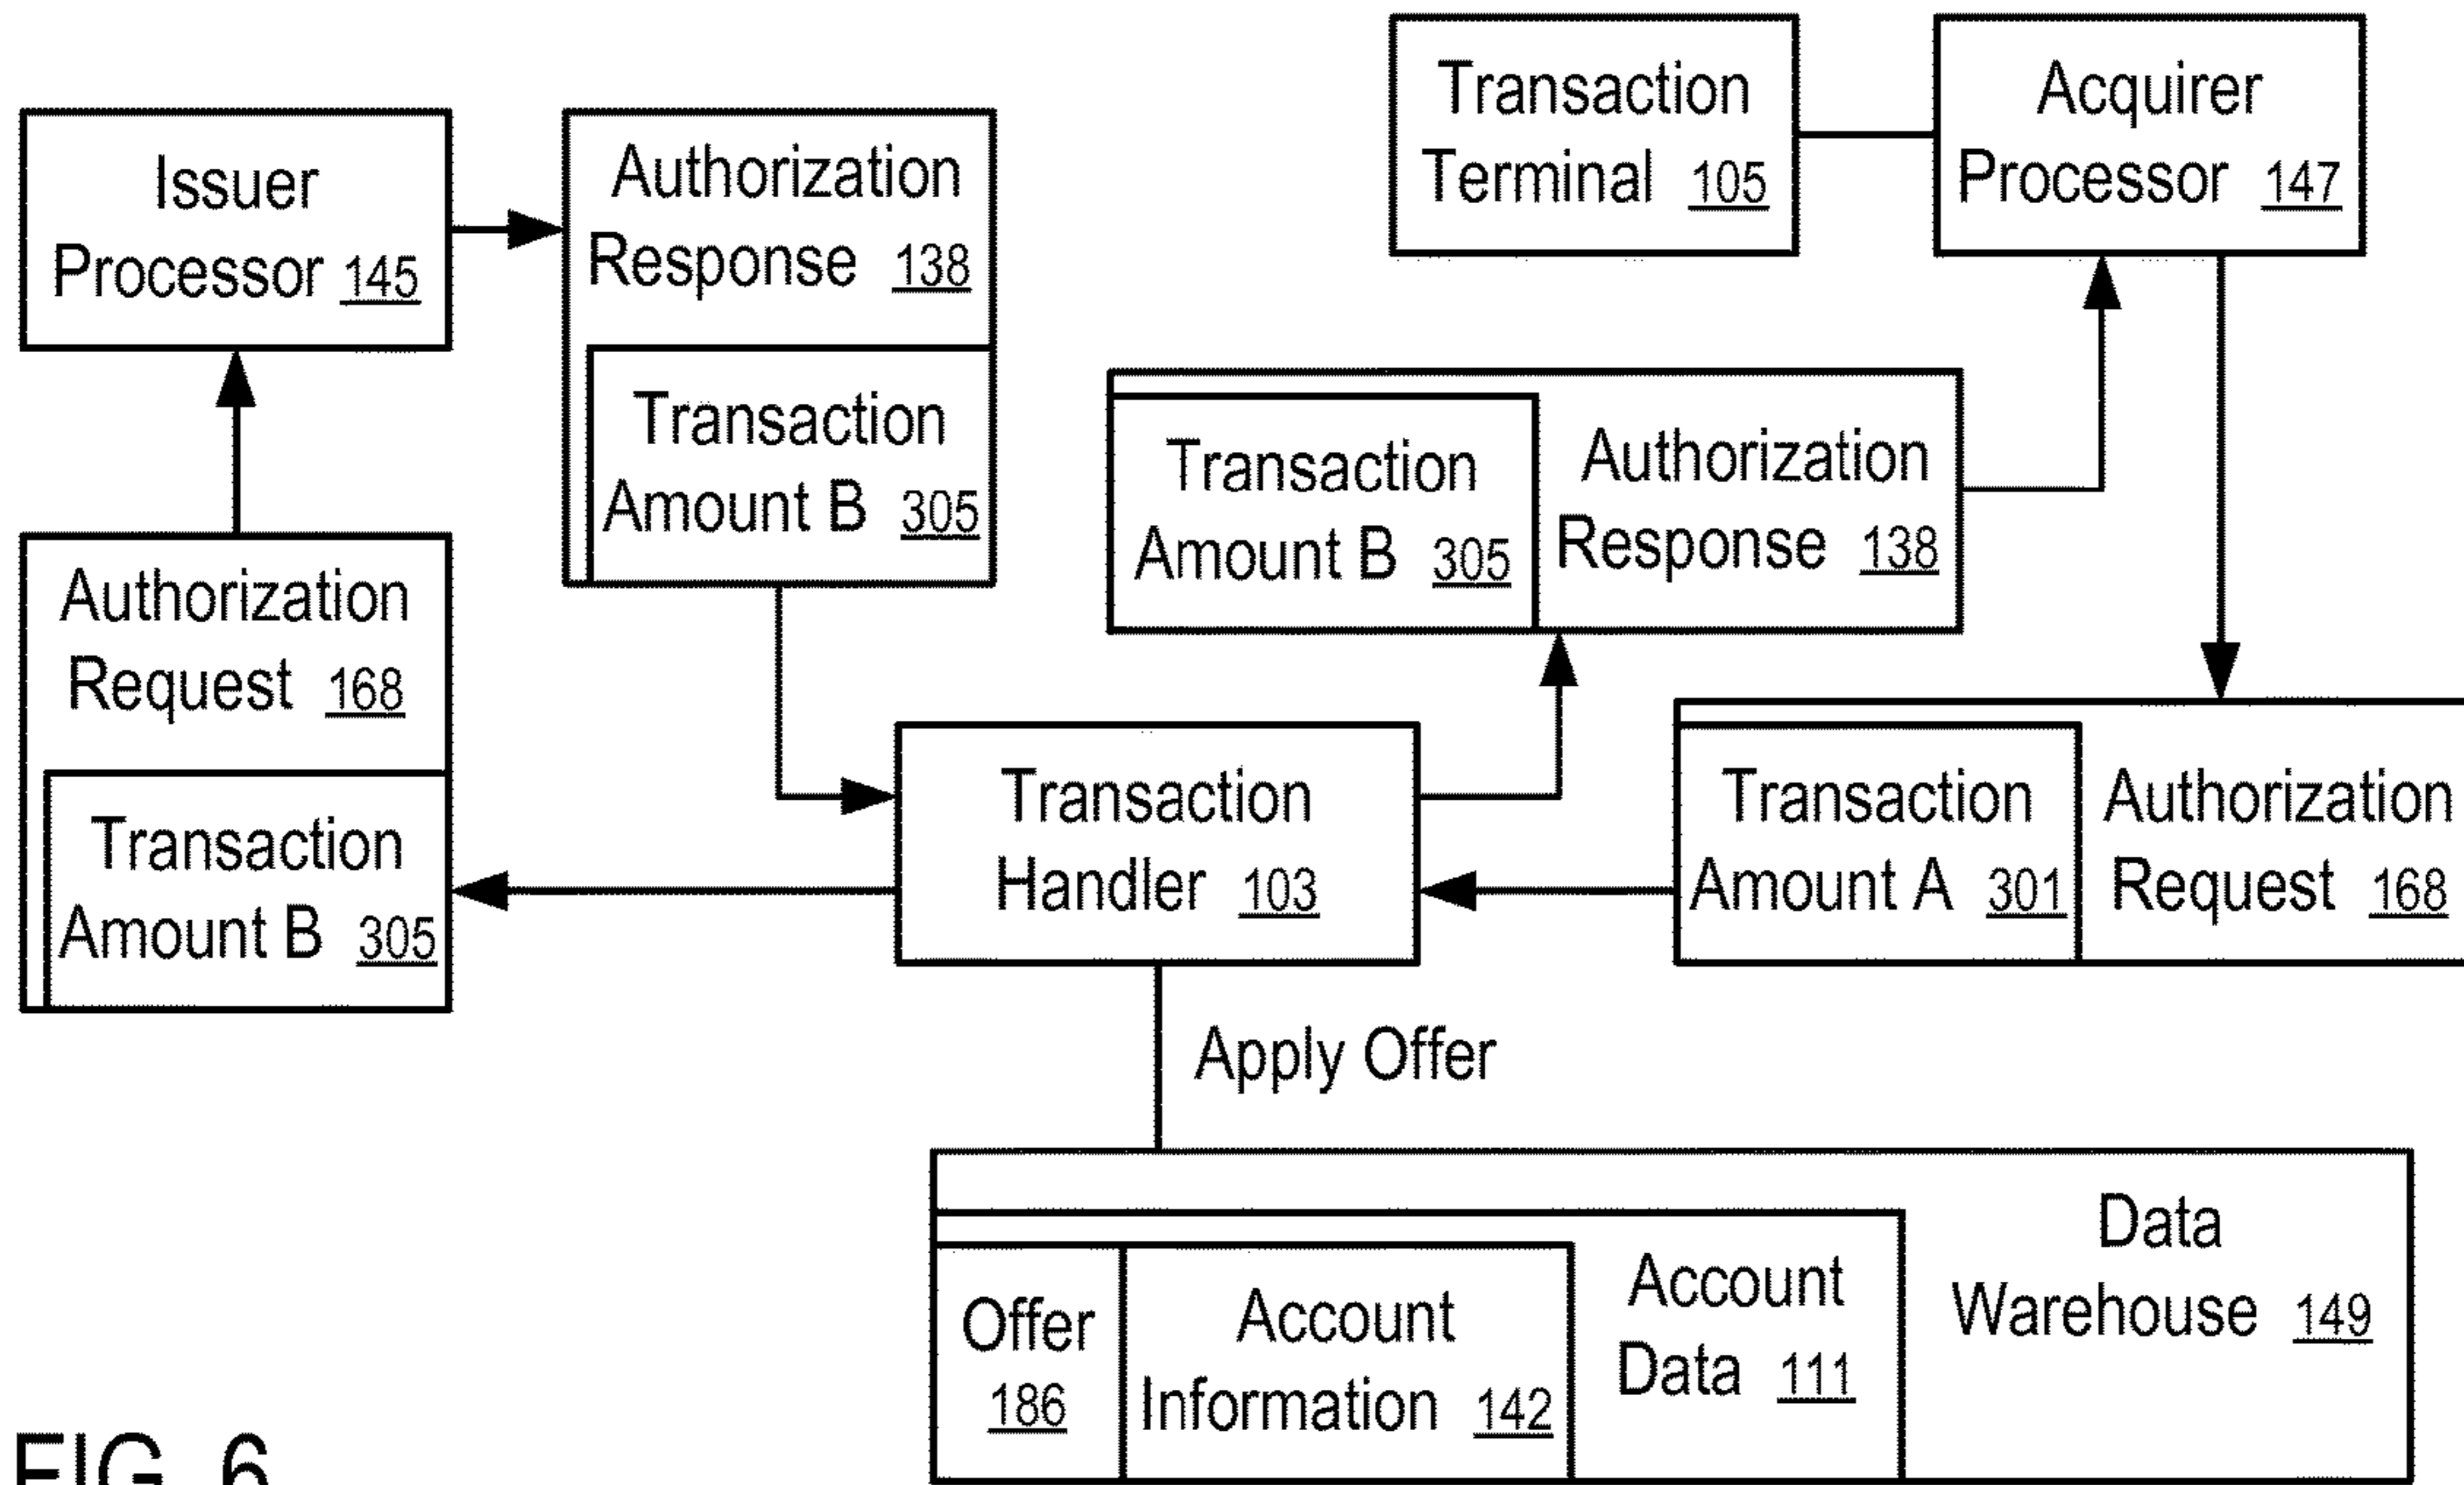 Transaction
Terminal 105
Acquirer
Processor 147
Issuer
Processor 145
Authorization
Response 138
Transaction
Amount B 305
Transaction
Amount B 305
Authorization
Response 138
Authorization
Request 168
Transaction
Amount B 305
Transaction
Handler 103
Transaction
Amount A 301
Authorization
Request 168
Apply Offer
Offer
186
Account
Information 142
Account
Data 111
Data
Warehouse 149
FIG. 6